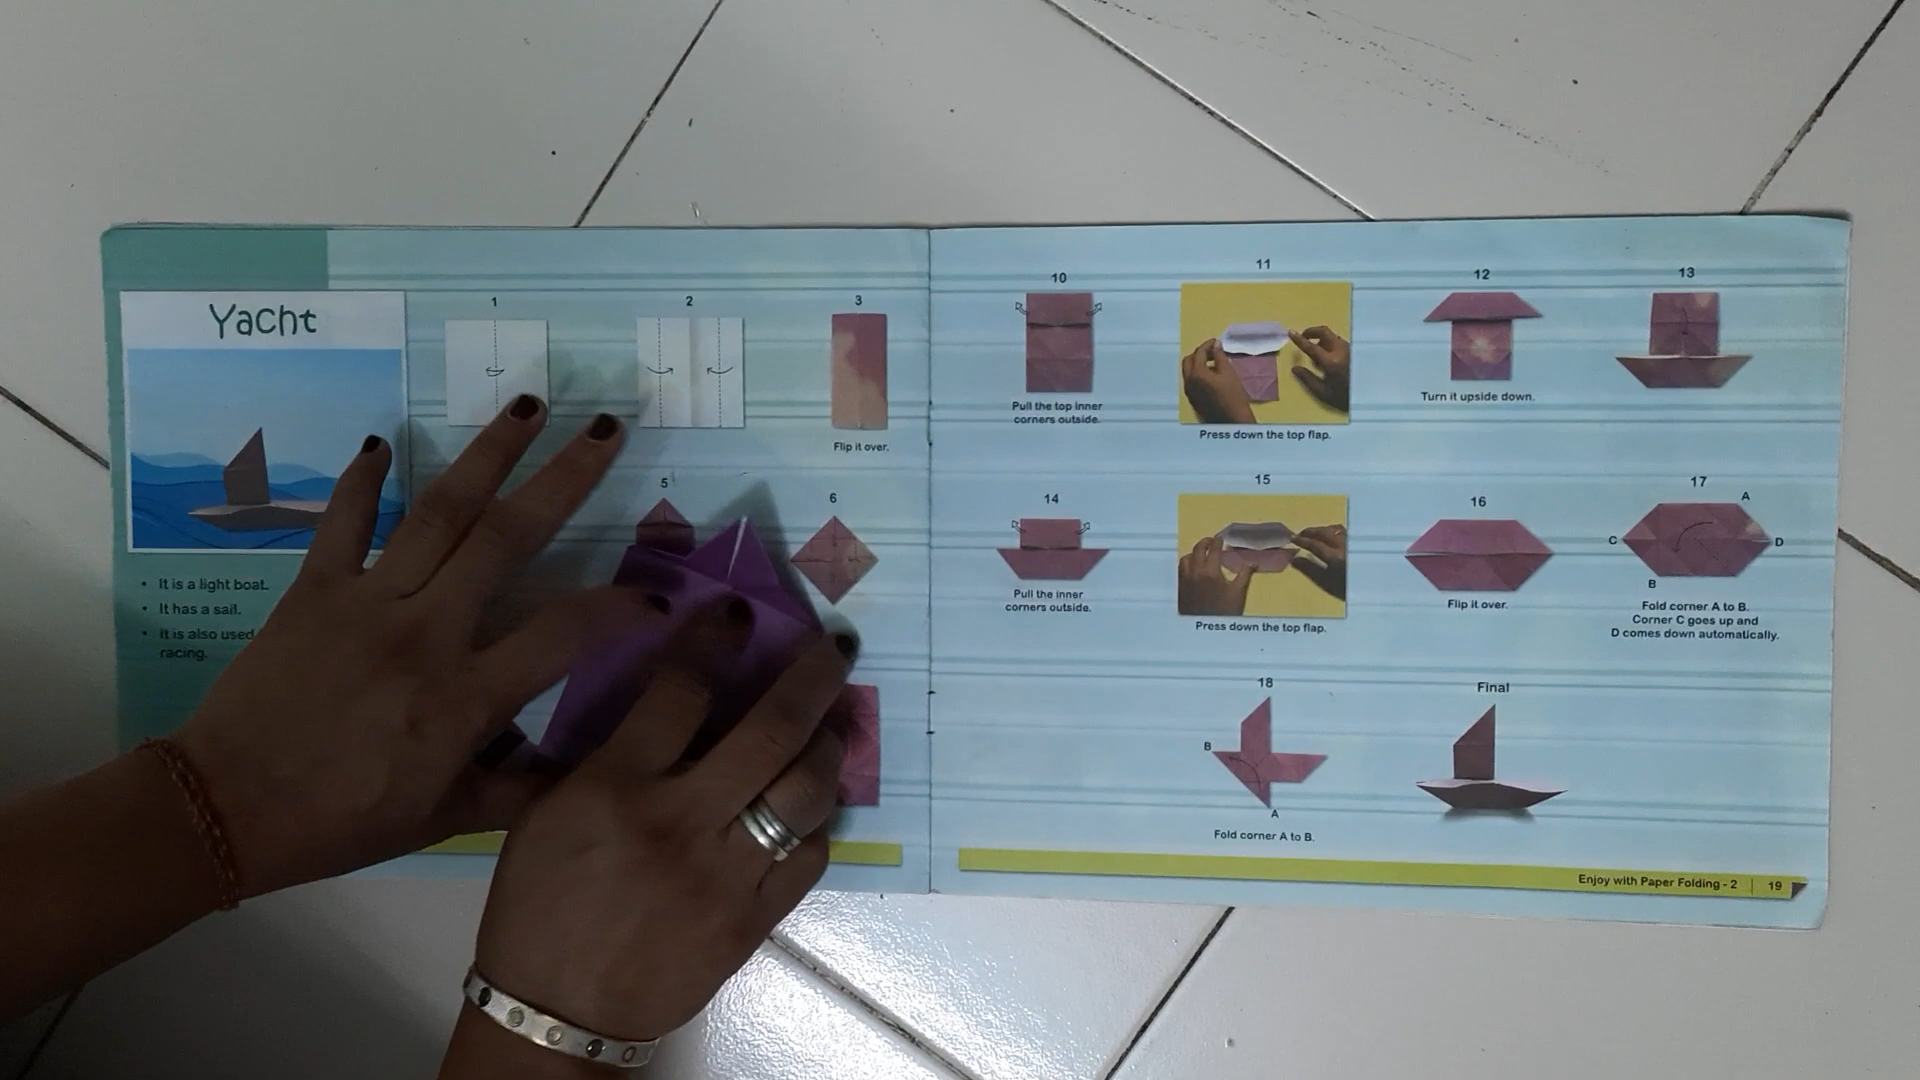 Yacht
• It is a light boat.
• It has a sail.
• It is also used
racing.
1
2
3
Flip it over.
5
6
10
Pull the top inner
corners outside.
11
Press down the top flap.
12
Turn it upside down.
13
14
Pull the inner
corners outside.
15
Press down the top flap.
16
Flip it over.
17
A
C
D
B
Fold corner A to B.
Corner C goes up and
D comes down automatically.
18
B
A
Fold corner A to B.
Final
Enjoy with Paper Folding - 2 | 19